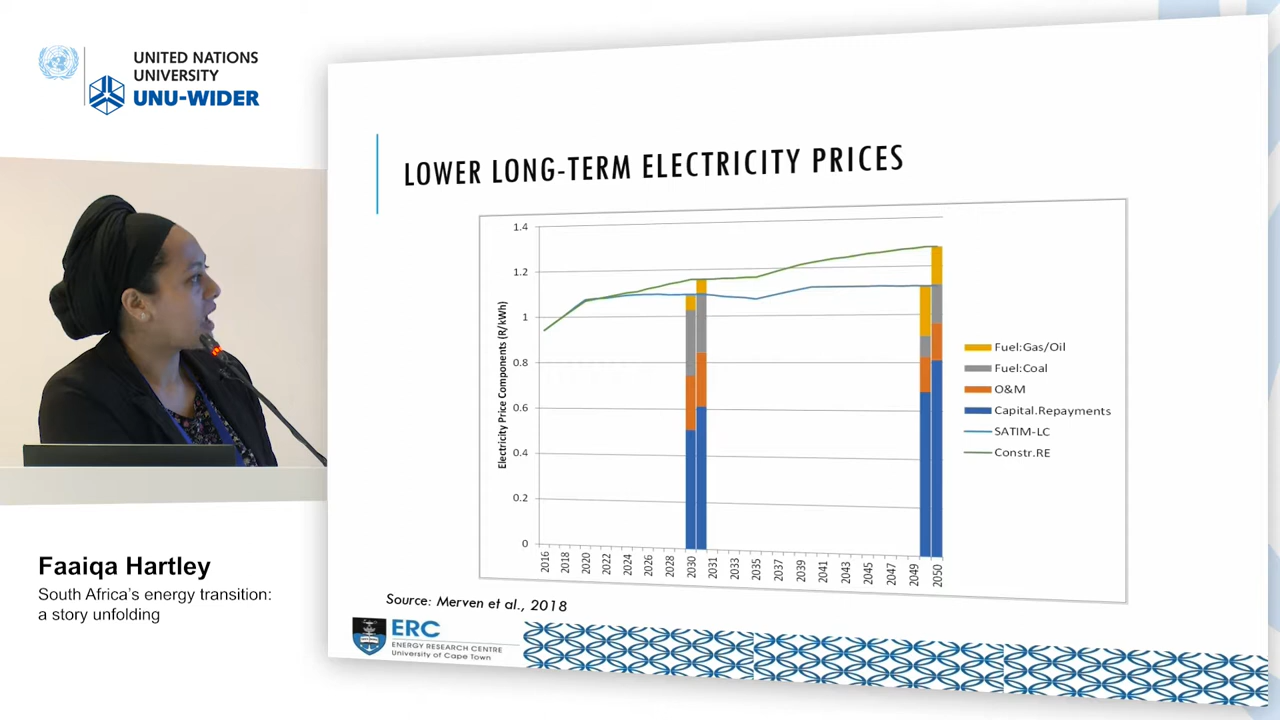 UNITED NATIONS
UNIVERSITY
UNU-WIDER
LOWER LONG-TERM ELECTRICITY PRICES
Electricity Price Components (R/kWh)
1.4
1.2
1
0.8
0.6
0.4
0.2
0
2016
2018
2020
2022
2024
2026
2028
2030
2031
2033
2035
2037
2039
2041
2043
2045
2047
2049
2050
Fuel:Gas/Oil
Fuel:Coal
O&M
Capital.Repayments
SATIM-LC
Constr.RE
Source: Merven et al., 2018
ERC
ENERGY RESEARCH CENTRE
University of Cape Town
Faaiqa Hartley
South Africa's energy transition:
a story unfolding